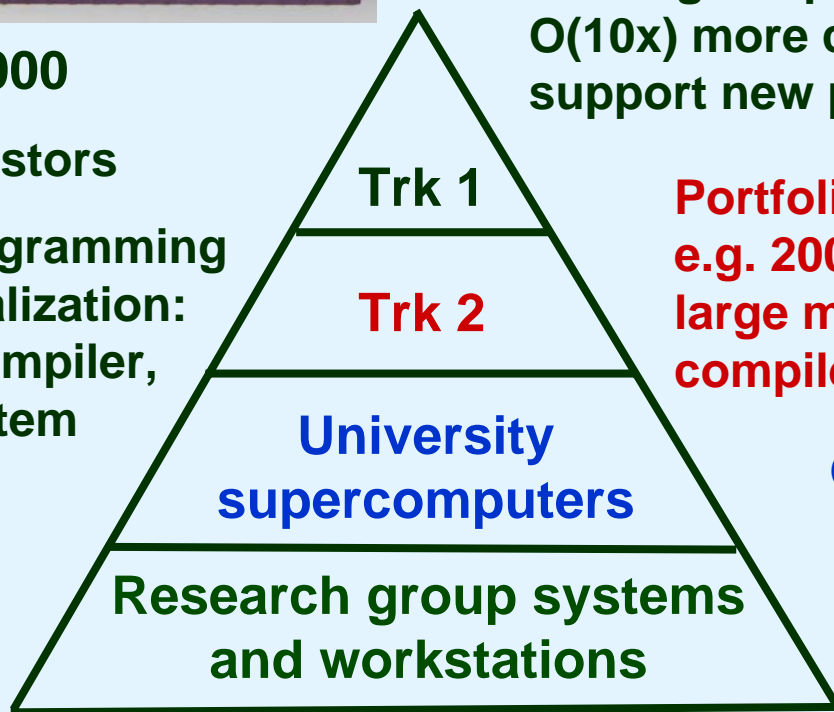 O(10x) more
support new
000
Trk 1
stors
gramming
alization:
mpiler,
tem
Trk 2
Portfoli
e.g. 200
large m
compile
University
supercomputers
Research group systems
and workstations